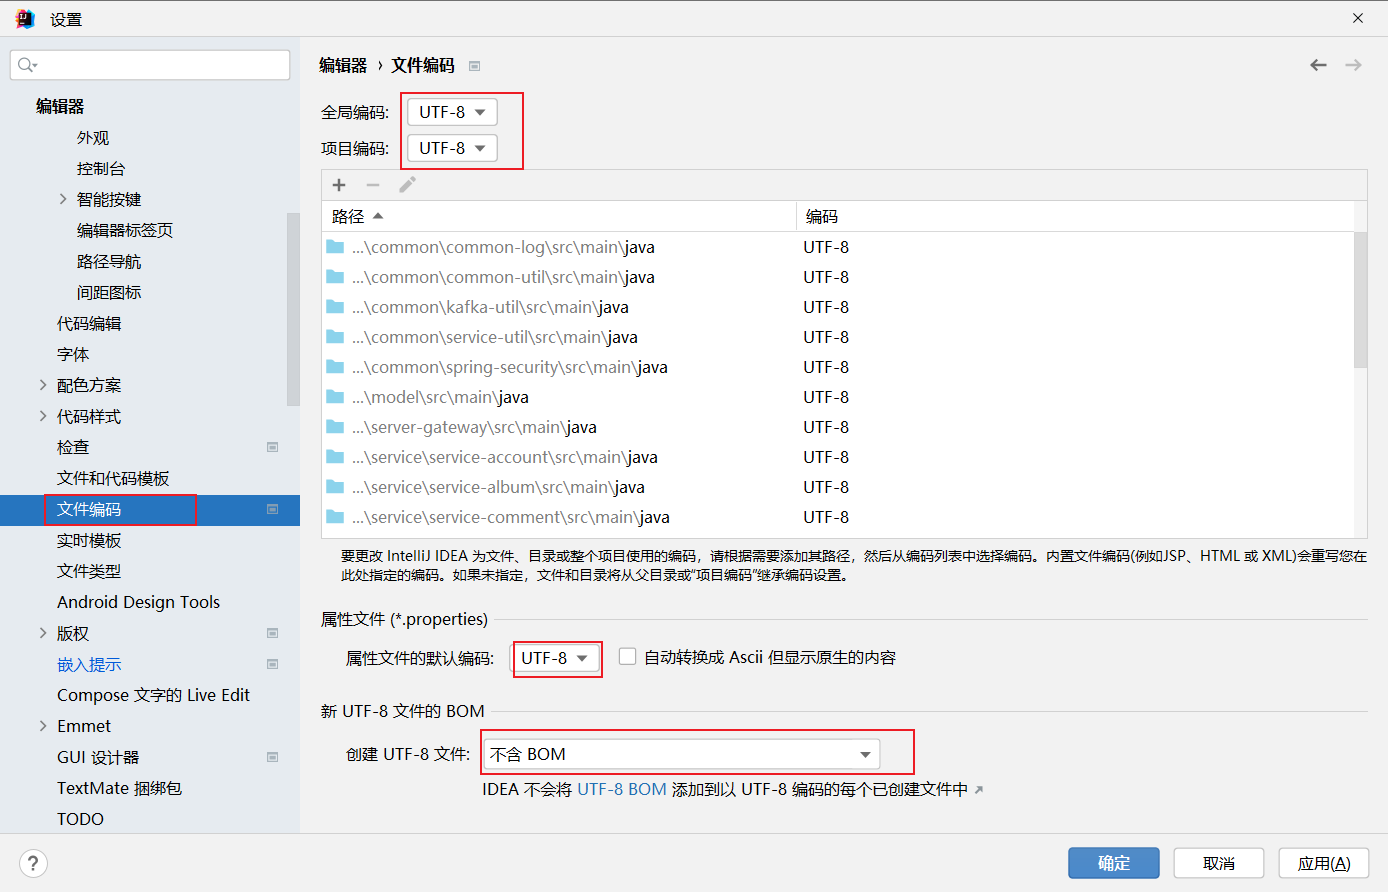 设置
编辑器
外观
控制台
智能按键
编辑器标签页
路径导航
间距图标
代码编辑
字体
配色方案
代码样式
检查
文件和代码模板
文件编码
实时模板
文件类型
Android Design Tools
版权
嵌入提示
Compose 文字的 Live Edit
Emmet
GUI 设计器
TextMate 捆绑包
TODO
编辑器 › 文件编码
全局编码: UTF-8
项目编码: UTF-8
路径 编码
...\common\common-log\src\main\java UTF-8
...\common\common-util\src\main\java UTF-8
...\common\kafka-util\src\main\java UTF-8
...\common\service-util\src\main\java UTF-8
...\common\spring-security\src\main\java UTF-8
...\model\src\main\java UTF-8
...\server-gateway\src\main\java UTF-8
...\service\service-account\src\main\java UTF-8
...\service\service-album\src\main\java UTF-8
...\service\service-comment\src\main\java UTF-8
要更改 IntelliJ IDEA 为文件、目录或整个项目使用的编码，请根据需要添加其路径，然后从编码列表中选择编码。内置文件编码(例如JSP、HTML 或 XML)会重写您在
此处指定的编码。如果未指定，文件和目录将从父目录或“项目编码”继承编码设置。
属性文件 (*.properties)
属性文件的默认编码: UTF-8 自动转换成 Ascii 但显示原生的内容
新 UTF-8 文件的 BOM
创建 UTF-8 文件: 不含 BOM
IDEA 不会将 UTF-8 BOM 添加到以 UTF-8 编码的每个已创建文件中 ↗
? 确定 取消 应用(A)